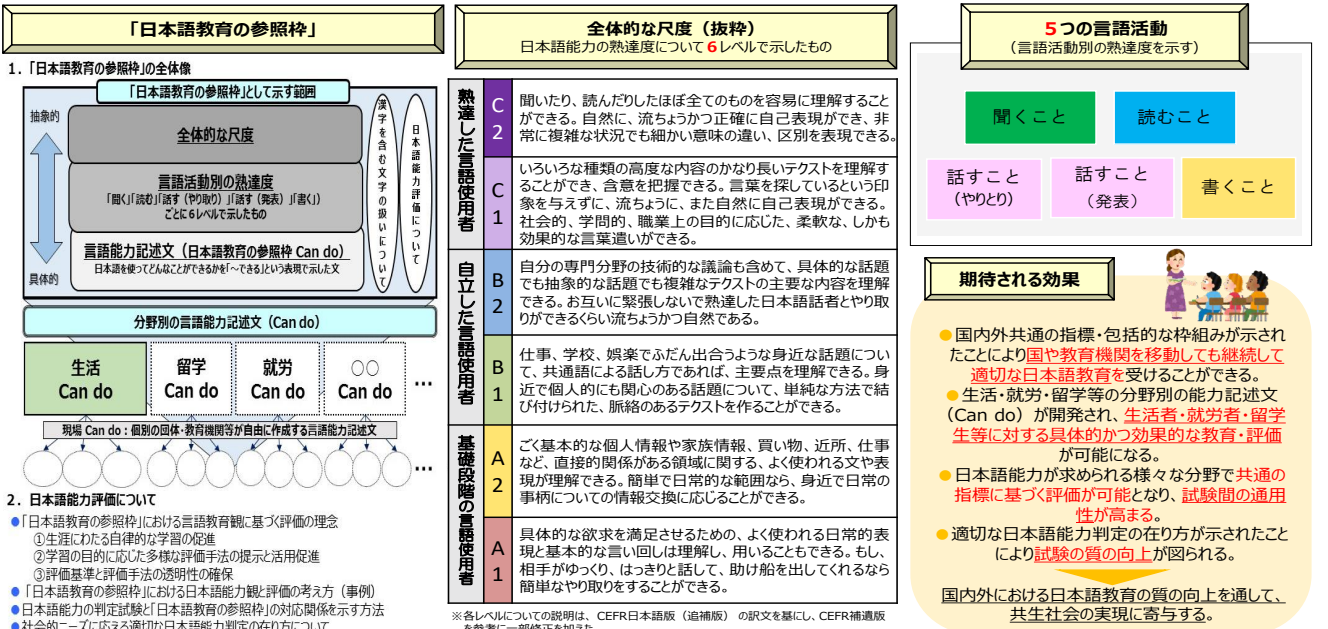 「日本語教育の参照枠」
1.「日本語教育の参照枠」の全体像
「日本語教育の参照枠」として示す範囲
抽象的
具体的
全体的な尺度
言語活動別の熟達度
「聞く」「読む」「話す(やり取り)」「話す(発表)」「書く」)
ごとに6レベルで示したもの
言語能力記述文(日本語教育の参照枠 Can do)
日本語を使ってどんなことができるかを「~できる」という表現で示した文
漢字を含む文字の扱いについて
日本語能力評価について
分野別の言語能力記述文(Can do)
生活
Can do
留学
Can do
就労
Can do
○○
Can do
…
現場 Can do:個別の団体・教育機関等が自由に作成する言語能力記述文
…
2.日本語能力評価について
●「日本語教育の参照枠」における言語教育観に基づく評価の理念
①生涯にわたる自律的な学習の促進
②学習の目的に応じた多様な評価手法の提示と活用促進
③評価基準と評価手法の透明性の確保
●「日本語教育の参照枠」における日本語能力観と評価の考え方(事例)
●日本語能力の判定試験と「日本語教育の参照枠」の対応関係を示す方法
●社会的ニーズに応える適切な日本語能力判定の在り方について
全体的な尺度(抜粋)
日本語能力の熟達度について6レベルで示したもの
熟達した言語使用者
C2
聞いたり、読んだりしたほぼ全てのものを容易に理解すること
ができる。自然に、流ちょうかつ正確に自己表現ができ、非
常に複雑な状況でも細かい意味の違い、区別を表現できる。
C1
いろいろな種類の高度な内容のかなり長いテクストを理解す
ることができ、含意を把握できる。言葉を探しているという印
象を与えずに、流ちょうに、また自然に自己表現ができる。
社会的、学問的、職業上の目的に応じた、柔軟な、しかも
効果的な言葉遣いができる。
自立した言語使用者
B2
自分の専門分野の技術的な議論も含めて、具体的な話題
でも抽象的な話題でも複雑なテクストの主要な内容を理解
できる。お互いに緊張しないで熟達した日本語話者とやり取
りができるくらい流ちょうかつ自然である。
B1
仕事、学校、娯楽でふだん出合うような身近な話題につい
て、共通語による話し方であれば、主要点を理解できる。身
近で個人的にも関心のある話題について、単純な方法で結
び付けられた、脈絡のあるテクストを作ることができる。
基礎段階の言語使用者
A2
ごく基本的な個人情報や家族情報、買い物、近所、仕事
など、直接的関係がある領域に関する、よく使われる文や表
現が理解できる。簡単で日常的な範囲なら、身近で日常の
事柄についての情報交換に応じることができる。
A1
具体的な欲求を満足させるための、よく使われる日常的表
現と基本的な言い回しは理解し、用いることもできる。もし、
相手がゆっくり、はっきりと話して、助け船を出してくれるなら
簡単なやり取りをすることができる。
※各レベルについての説明は、CEFR日本語版(追補版)の訳文を基にし、CEFR補遺版
を参考に一部修正を加えた
5つの言語活動
(言語活動別の熟達度を示す)
聞くこと
読むこと
話すこと
(やりとり)
話すこと
(発表)
書くこと
期待される効果
●国内外共通の指標・包括的な枠組みが示され
たことにより国や教育機関を移動しても継続して
適切な日本語教育を受けることができる。
●生活・就労・留学等の分野別の能力記述文
(Can do)が開発され、生活者・就労者・留学
生等に対する具体的かつ効果的な教育・評価
が可能になる。
●日本語能力が求められる様々な分野で共通の
指標に基づく評価が可能となり、試験間の通用
性が高まる。
●適切な日本語能力判定の在り方が示されたこと
により試験の質の向上が図られる。
国内外における日本語教育の質の向上を通して、
共生社会の実現に寄与する。